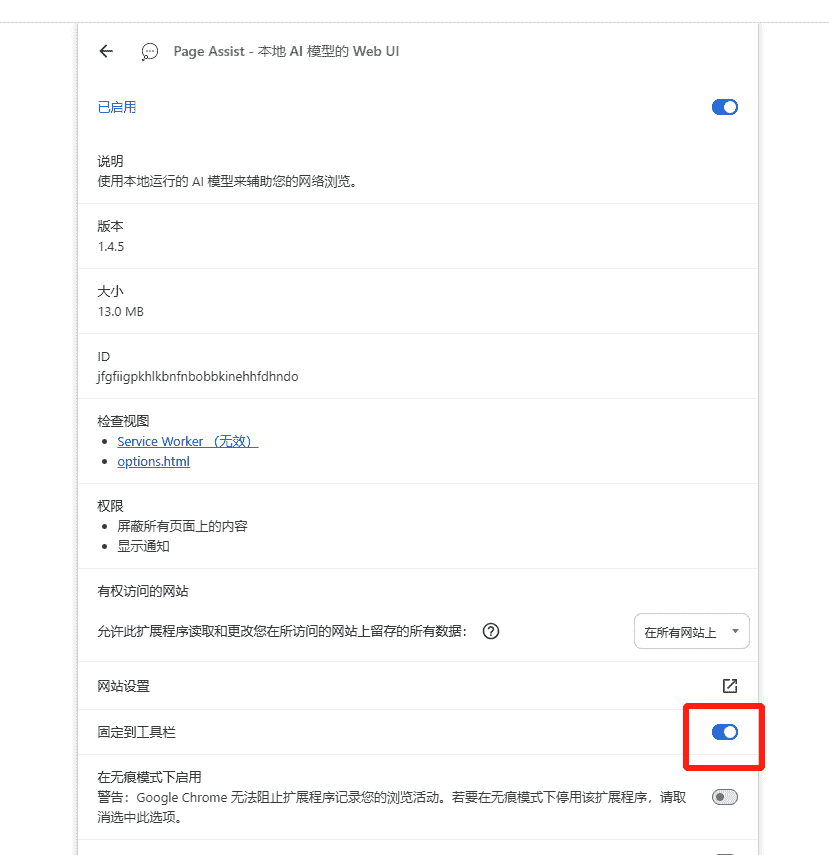 Page Assist - 本地 AI 模型的 Web UI
已启用
说明
使用本地运行的 AI 模型来辅助您的网络浏览。
版本
1.4.5
大小
13.0 MB
ID
jfgfiigpkhlkbnfnbobbkinehhfdhndo
检查视图
Service Worker （无效）
options.html
权限
屏蔽所有页面上的内容
显示通知
有权访问的网站
允许此扩展程序读取和更改您在所访问的网站上留存的所有数据：
在所有网站上
网站设置
固定到工具栏
在无痕模式下启用
警告：Google Chrome 无法阻止扩展程序记录您的浏览活动。若要在无痕模式下停用该扩展程序，请取
消选中此选项。